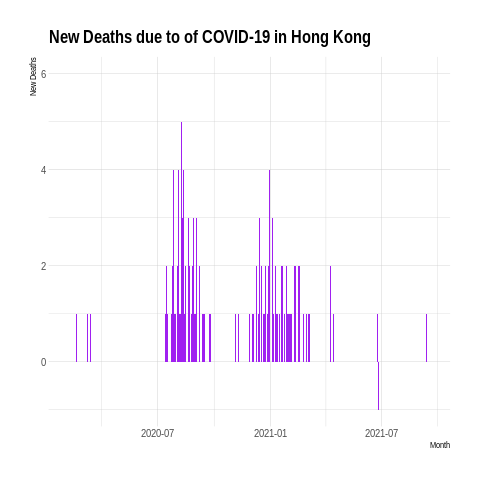 New Deaths due to of COVID-19 in Hong Kong
New Deaths
6
4
2
0
2020-07 2021-01 2021-07
Month